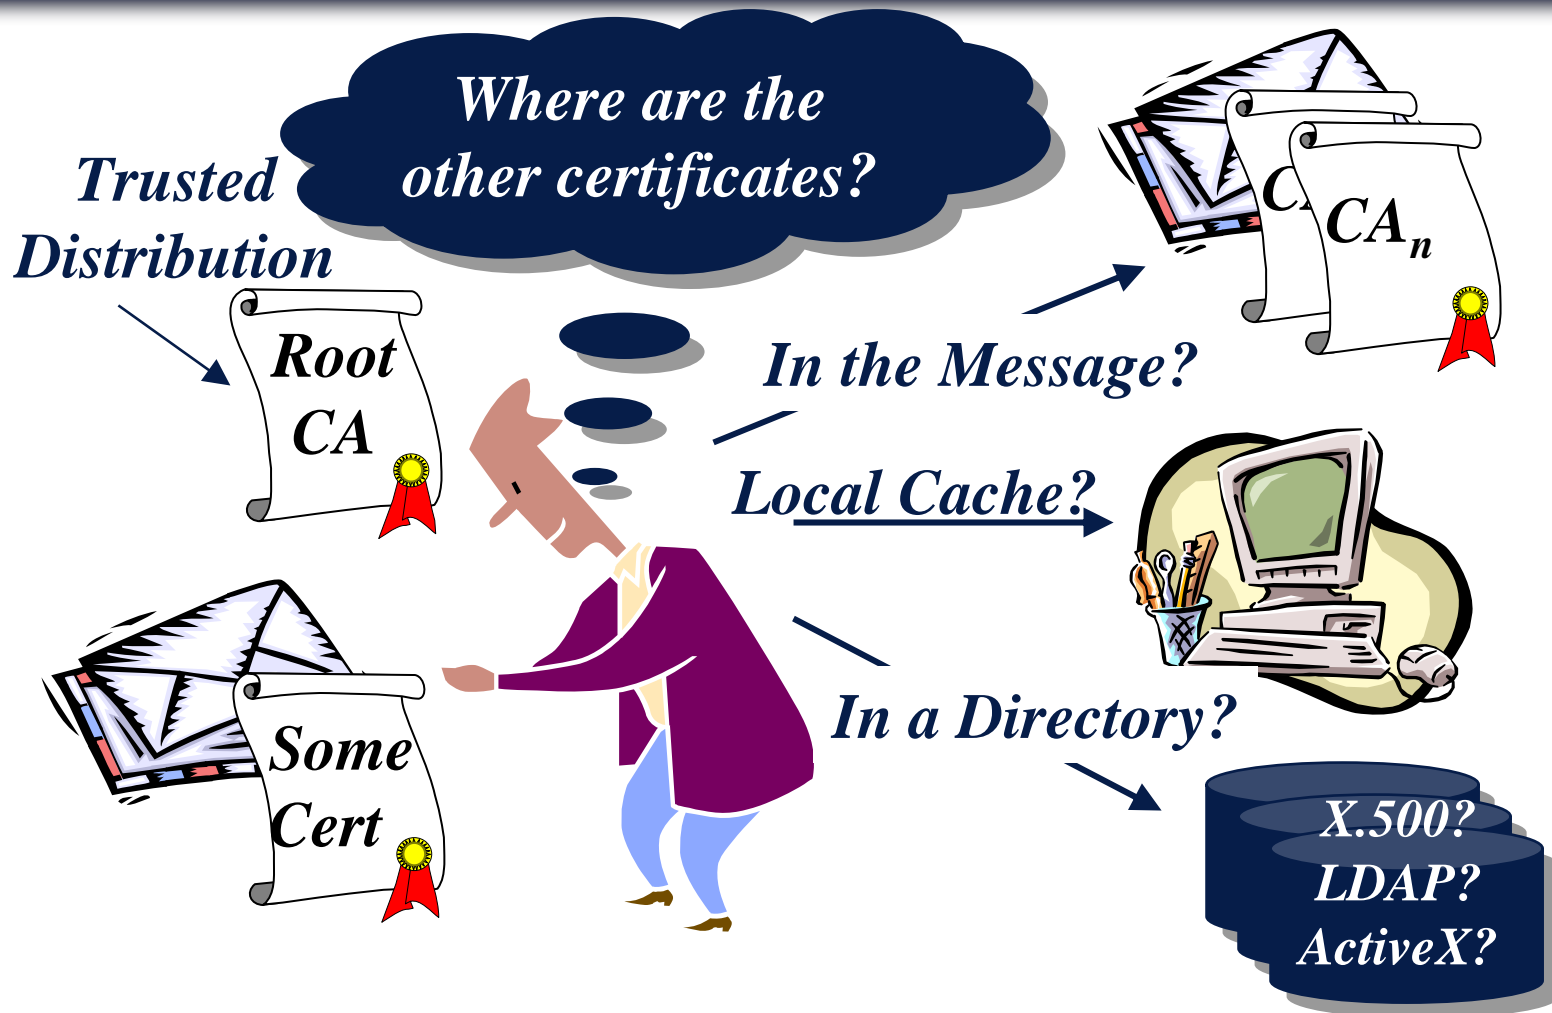 Where are the
other certificates?
Trusted
Distribution
Root
CA
Some
Cert
In the Message?
CA
CAn
Local Cache?
In a Directory?
X.500?
LDAP?
ActiveX?